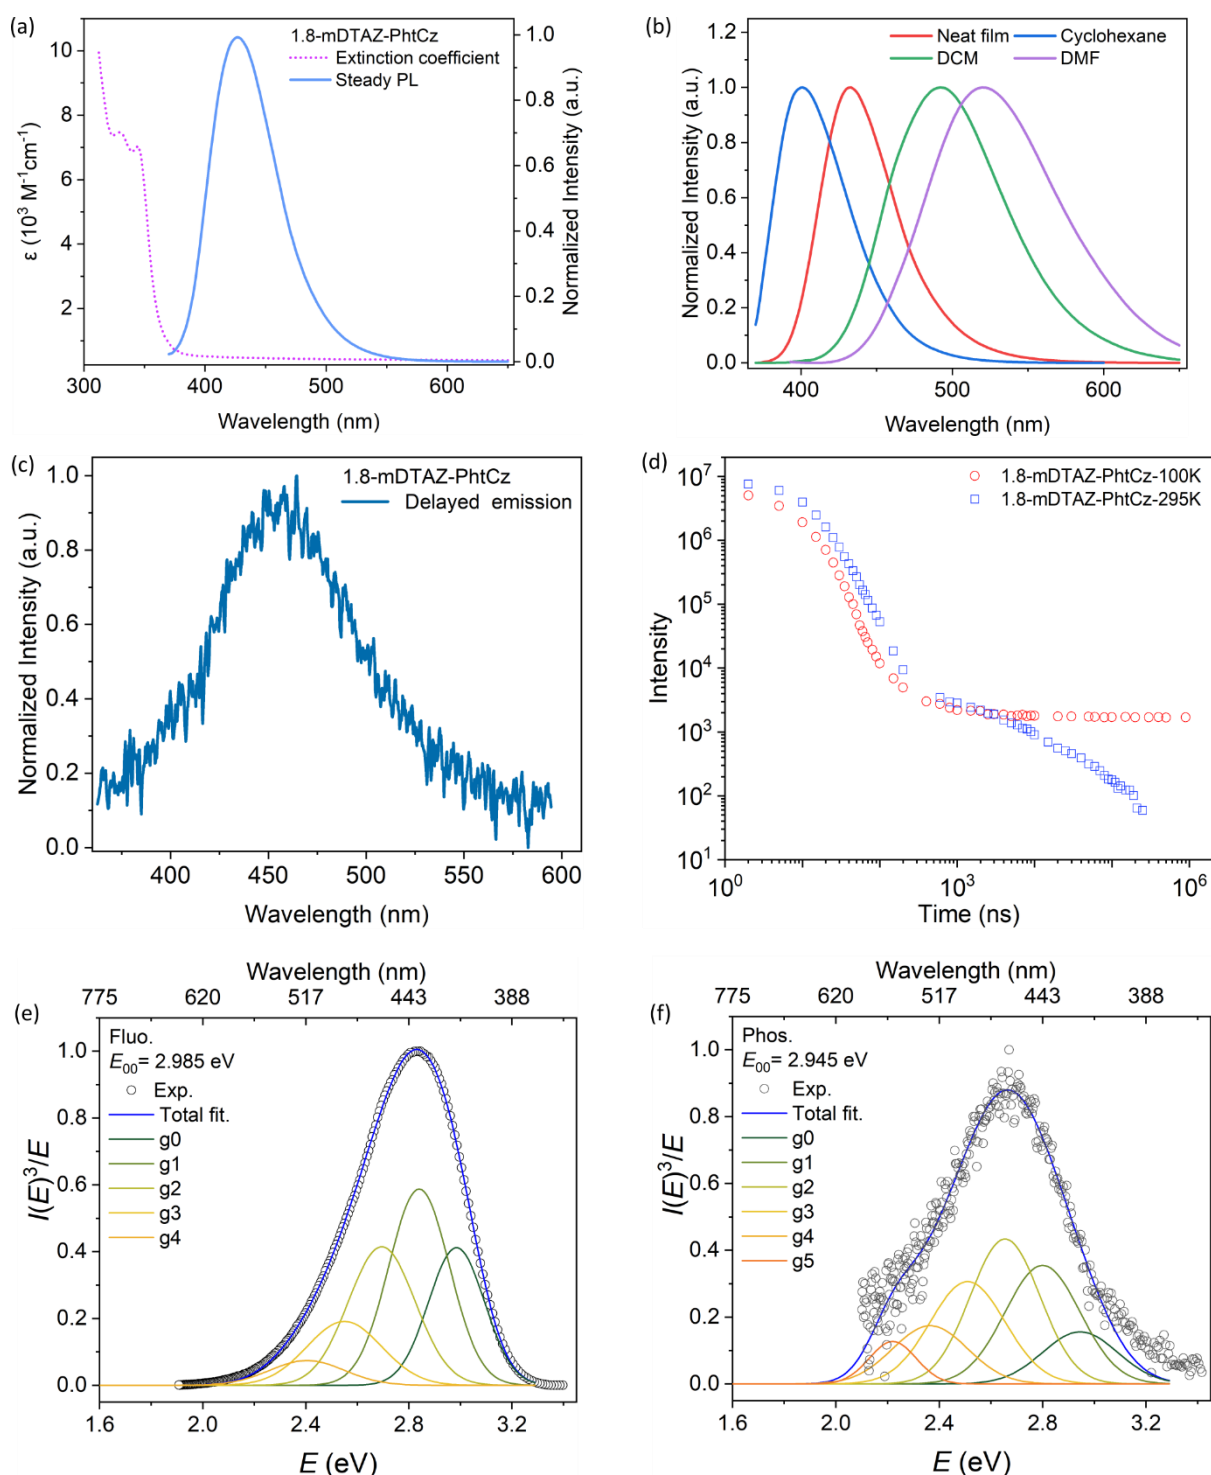 (a)
1.8-mDTAZ-PhtCz
Extinction coefficient
Steady PL
ε (10³ M⁻¹cm⁻¹)
10
8
6
4
2
1.0
0.8
0.6
0.4
0.2
0.0
Normalized Intensity (a.u.)
300 400 500 600
Wavelength (nm)
(b)
Neat film Cyclohexane
DCM DMF
Normalized Intensity (a.u.)
1.2
1.0
0.8
0.6
0.4
0.2
0.0
400 500 600
Wavelength (nm)
(c)
1.8-mDTAZ-PhtCz
Delayed emission
Normalized Intensity (a.u.)
1.0
0.8
0.6
0.4
0.2
0.0
400 450 500 550 600
Wavelength (nm)
(d)
1.8-mDTAZ-PhtCz-100K
1.8-mDTAZ-PhtCz-295K
Intensity
10⁷
10⁶
10⁵
10⁴
10³
10²
10¹
10⁰ 10³ 10⁶
Time (ns)
Wavelength (nm)
775 620 517 443 388
(e)
Fluo.
E₀₀= 2.985 eV
Exp.
Total fit.
g0
g1
g2
g3
g4
I(E)³/E
1.0
0.8
0.6
0.4
0.2
0.0
1.6 2.0 2.4 2.8 3.2
E (eV)
Wavelength (nm)
775 620 517 443 388
(f)
Phos.
E₀₀= 2.945 eV
Exp.
Total fit.
g0
g1
g2
g3
g4
g5
I(E)³/E
1.0
0.8
0.6
0.4
0.2
0.0
1.6 2.0 2.4 2.8 3.2
E (eV)